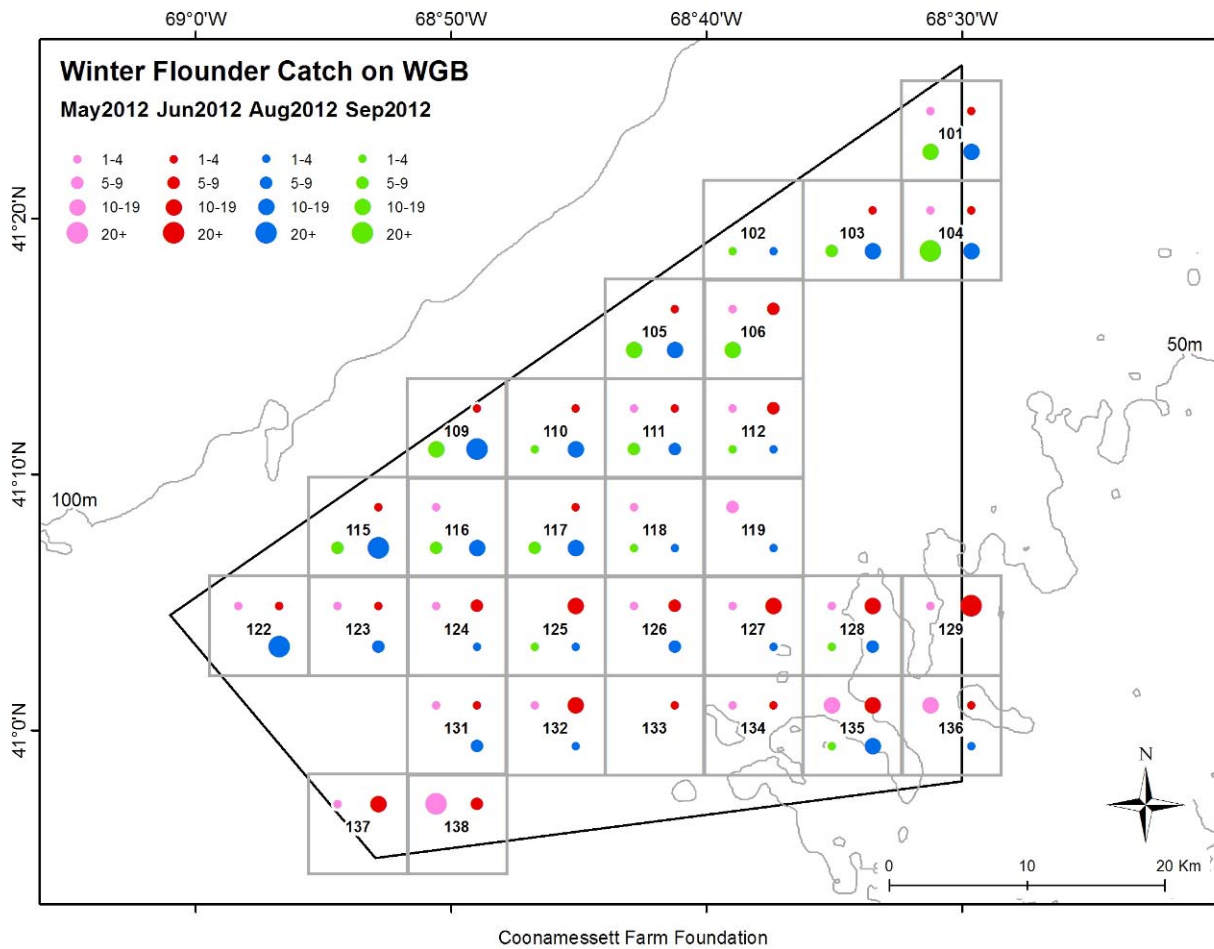 69°0'W 68°50'W 68°40'W 68°30'W
Winter Flounder Catch on WGB
May2012 Jun2012 Aug2012 Sep2012
1-4 1-4 1-4 1-4
5-9 5-9 5-9 5-9
10-19 10-19 10-19 10-19
20+ 20+ 20+ 20+
101
41°20'N
102 103 104
105 106
50m
109 110 111 112
41°10'N
100m
115 116 117 118 119
122 123 124 125 126 127 128 129
41°0'N
131 132 133 134 135 136
N
137 138
0 10 20 Km
Coonamessett Farm Foundation